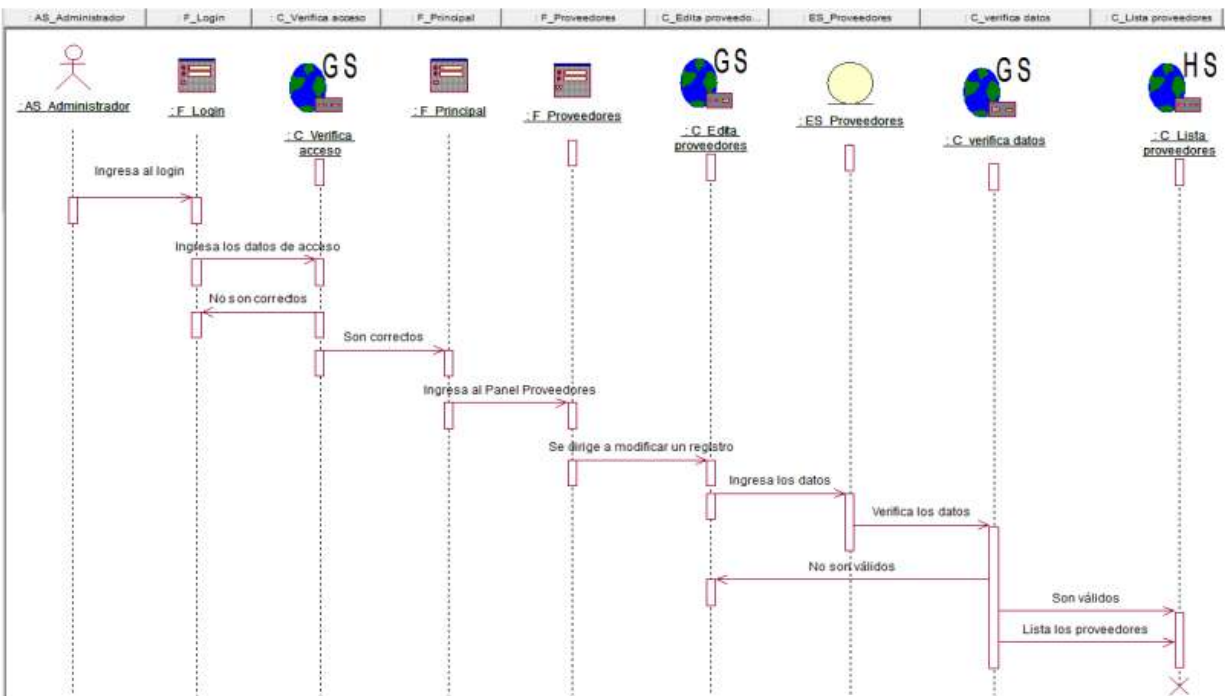 : AS_Administrador
: F_Login
: C_Verifica acceso
: F_Principal
: F_Proveedores
: C_Edita proveedo...
: ES_Proveedores
: C_verifica datos
: C_Lista proveedores
GS
GS
GS
HS
: AS_Administrador
: F_Login
: C_Verifica
acceso
: F_Principal
: F_Proveedores
: C_Edita
proveedores
: ES_Proveedores
: C_verifica datos
: C_Lista
proveedores
Ingresa al login
Ingresa los datos de acceso
No son correctos
Son correctos
Ingresa al Panel Proveedores
Se dirige a modificar un registro
Ingresa los datos
Verifica los datos
No son válidos
Son válidos
Lista los proveedores